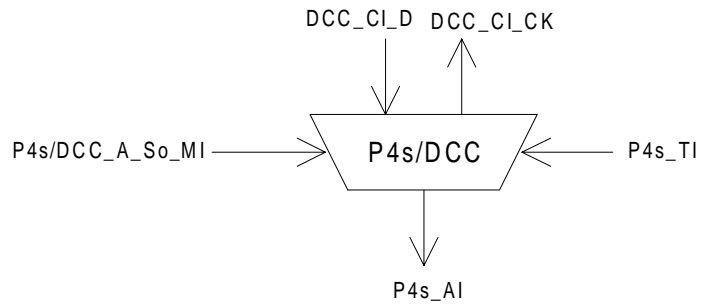 DCC_CI_D DCC_CI_CK
P4s/DCC_A_So_MI P4s/DCC P4s_TI
P4s_AI